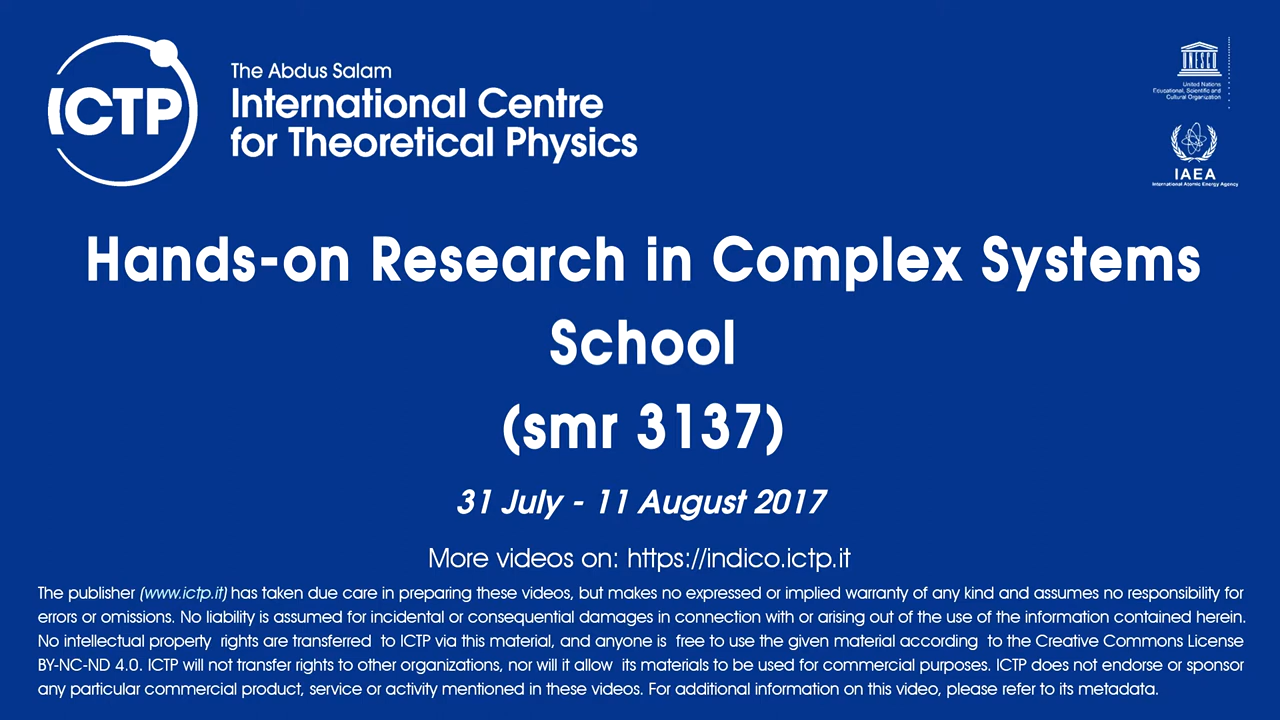 ICTP
The Abdus Salam
International Centre
for Theoretical Physics
UNESCO
United Nations
Educational, Scientific and
Cultural Organization
IAEA
International Atomic Energy Agency
Hands-on Research in Complex Systems
School
(smr 3137)
31 July - 11 August 2017
More videos on: https://indico.ictp.it
The publisher (www.ictp.it) has taken due care in preparing these videos, but makes no expressed or implied warranty of any kind and assumes no responsibility for
errors or omissions. No liability is assumed for incidental or consequential damages in connection with or arising out of the use of the information contained herein.
No intellectual property rights are transferred to ICTP via this material, and anyone is free to use the given material according to the Creative Commons License
BY-NC-ND 4.0. ICTP will not transfer rights to other organizations, nor will it allow its materials to be used for commercial purposes. ICTP does not endorse or sponsor
any particular commercial product, service or activity mentioned in these videos. For additional information on this video, please refer to its metadata.